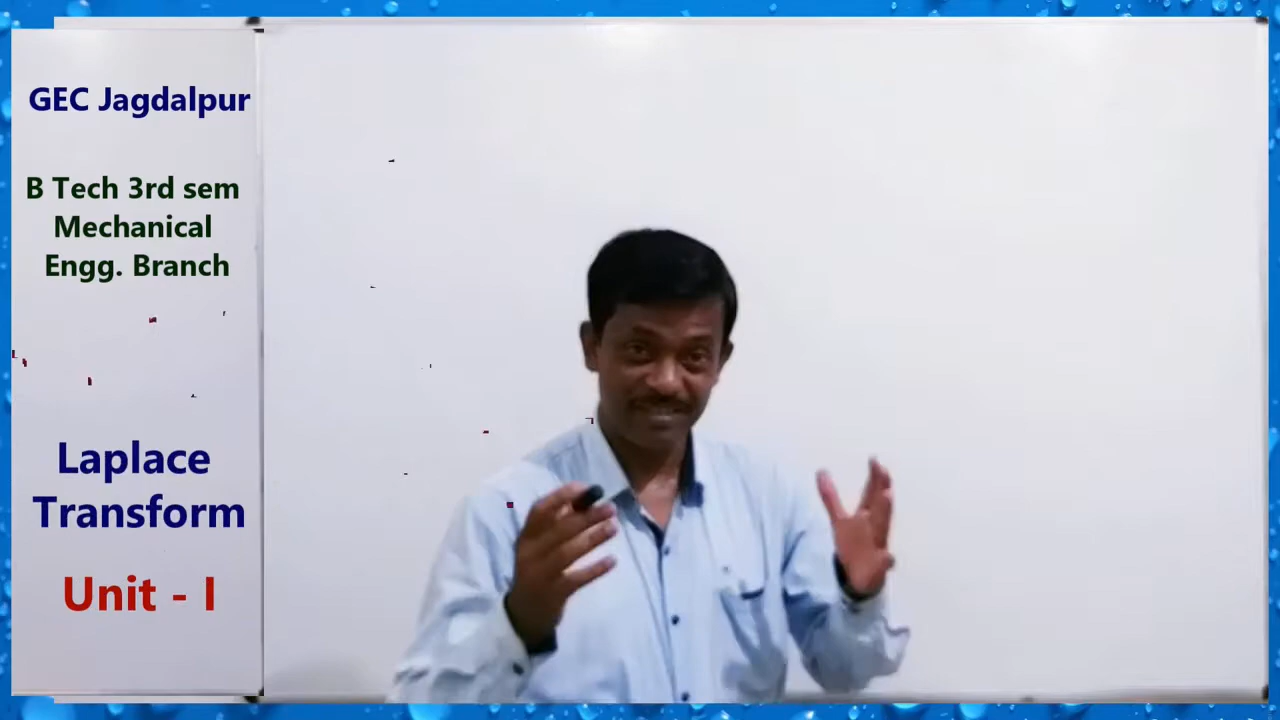 GEC Jagdalpur
B Tech 3rd sem
Mechanical
Engg. Branch
Laplace
Transform
Unit - I